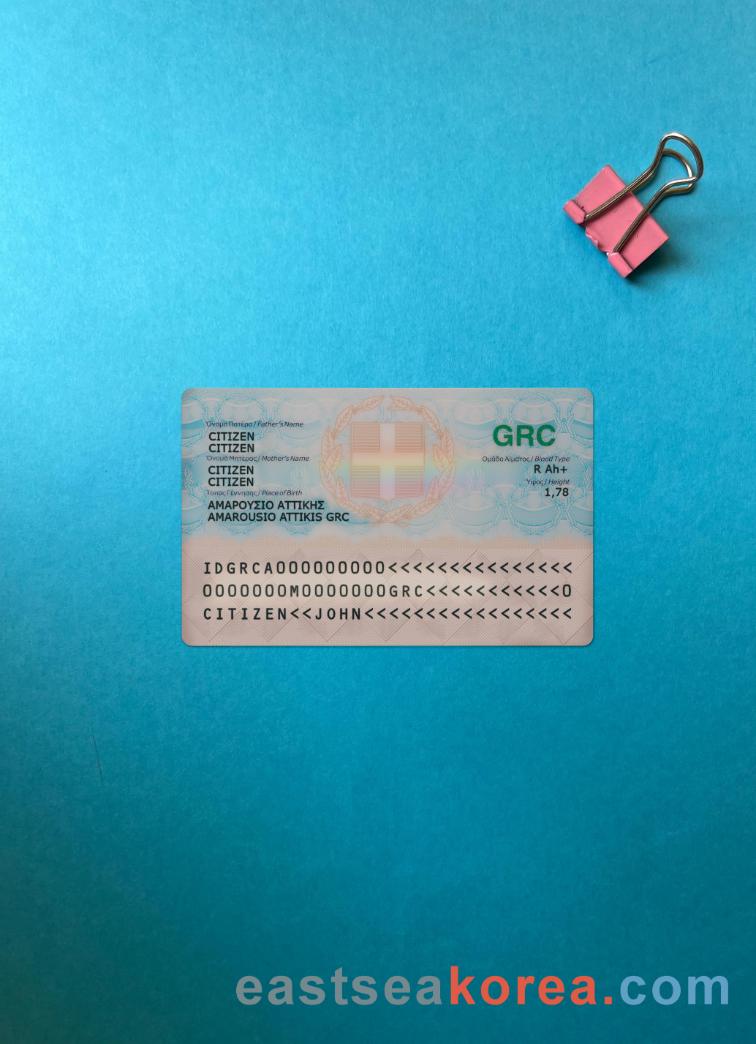 Όνομα Πατέρα / Father's Name
CITIZEN
CITIZEN
Όνομα Μητέρας / Mother's Name
CITIZEN
CITIZEN
Τόπος Γέννησης / Place of Birth
ΑΜΑΡΟΥΣΙΟ ΑΤΤΙΚΗΣ
AMAROUSIO ATTIKIS GRC
GRC
Ομάδα Αίματος / Blood Type
R Ah+
Ύψος / Height
1,78
IDGRCA000000000<<<<<<<<<<<<<<<
0000000M0000000GRC<<<<<<<<<<<0
CITIZEN<<JOHN<<<<<<<<<<<<<<<<<
eastseakorea.com